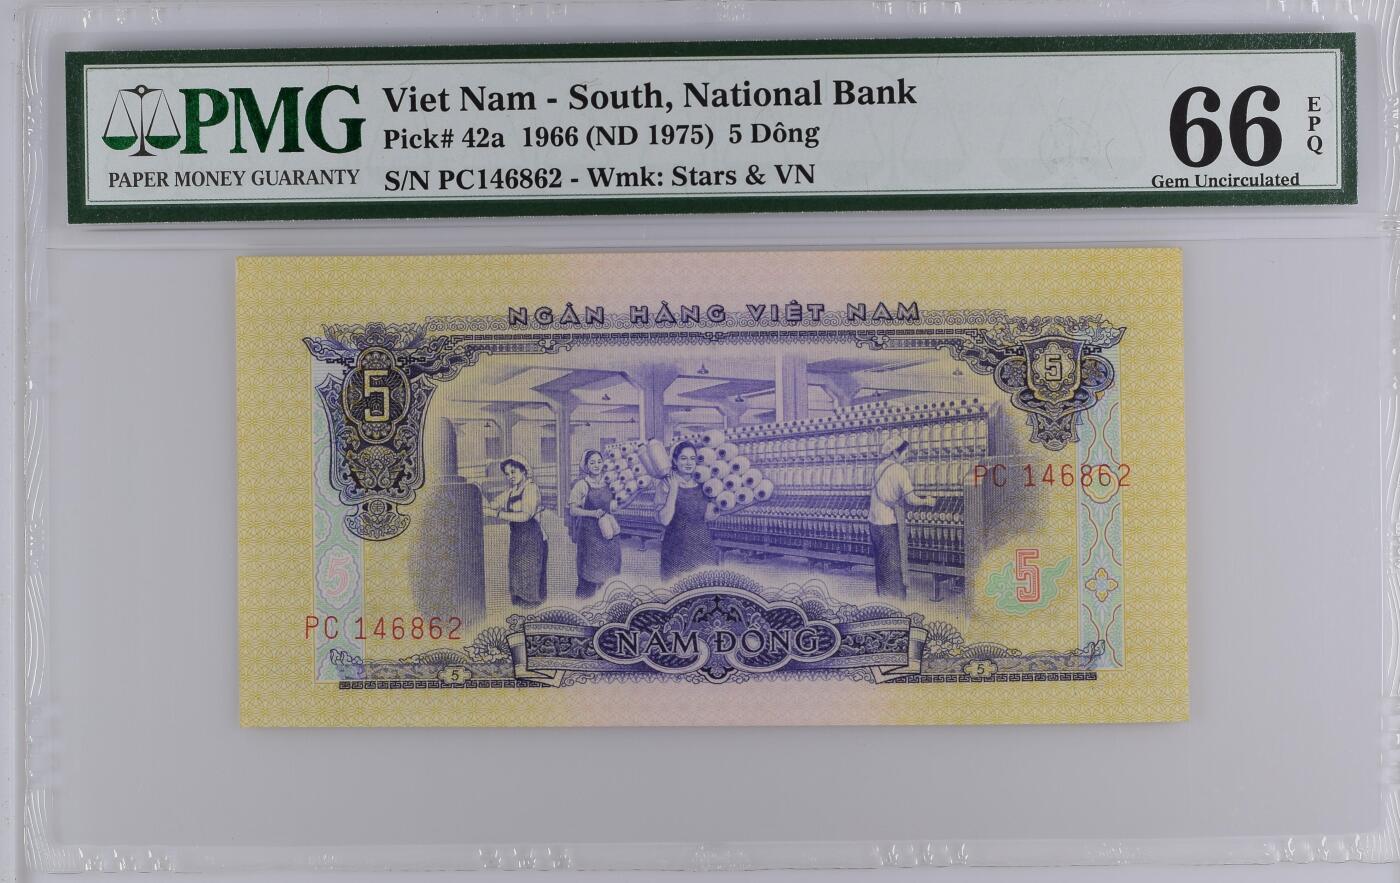 PMG
PAPER MONEY GUARANTY
Viet Nam - South, National Bank
Pick# 42a 1966 (ND 1975) 5 Dông
S/N PC146862 - Wmk: Stars & VN
66 EPQ
Gem Uncirculated
NGÂN HÀNG VIỆT NAM
5
5
PC 146862
5
5
PC 146862
NĂM ĐỒNG
5
5